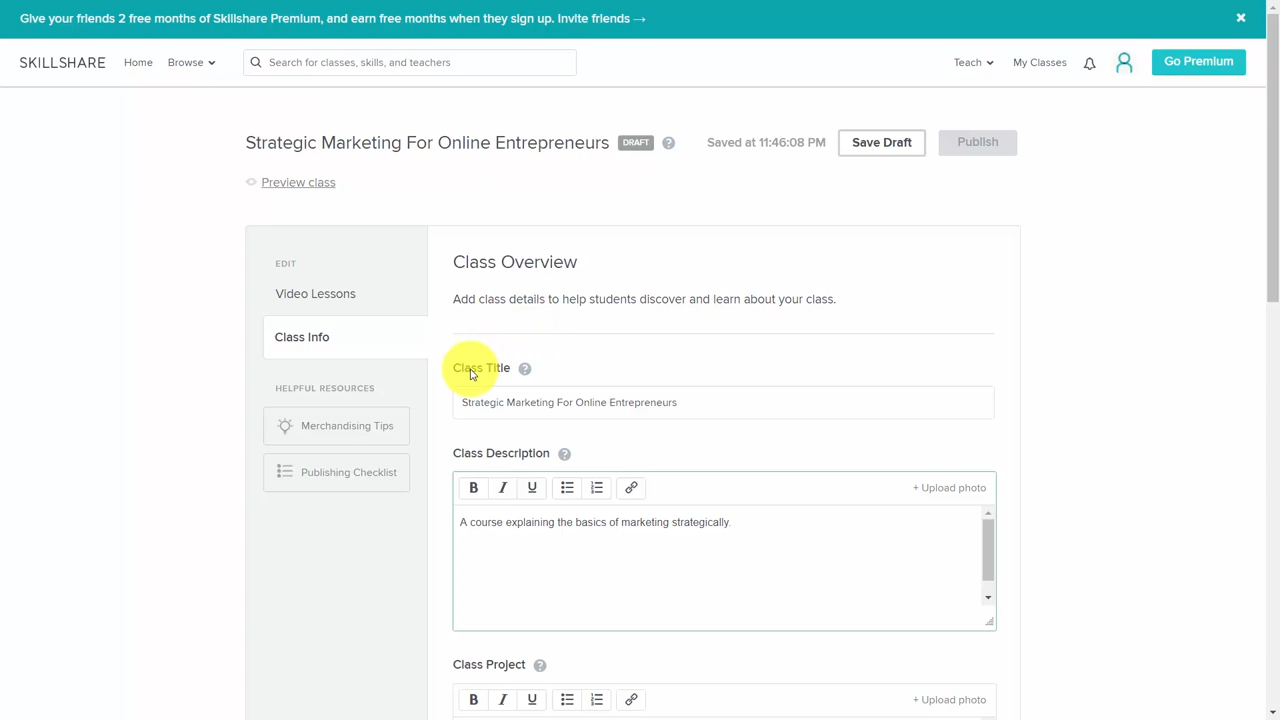 Give your friends 2 free months of Skillshare Premium, and earn free months when they sign up. Invite friends →
SKILLSHARE Home Browse Search for classes, skills, and teachers Teach My Classes Go Premium
Strategic Marketing For Online Entrepreneurs DRAFT ? Saved at 11:46:08 PM Save Draft Publish
Preview class
EDIT
Video Lessons
Class Info
HELPFUL RESOURCES
Merchandising Tips
Publishing Checklist
Class Overview
Add class details to help students discover and learn about your class.
Class Title ?
Strategic Marketing For Online Entrepreneurs
Class Description ?
B I U + Upload photo
A course explaining the basics of marketing strategically.
Class Project ?
B I U + Upload photo